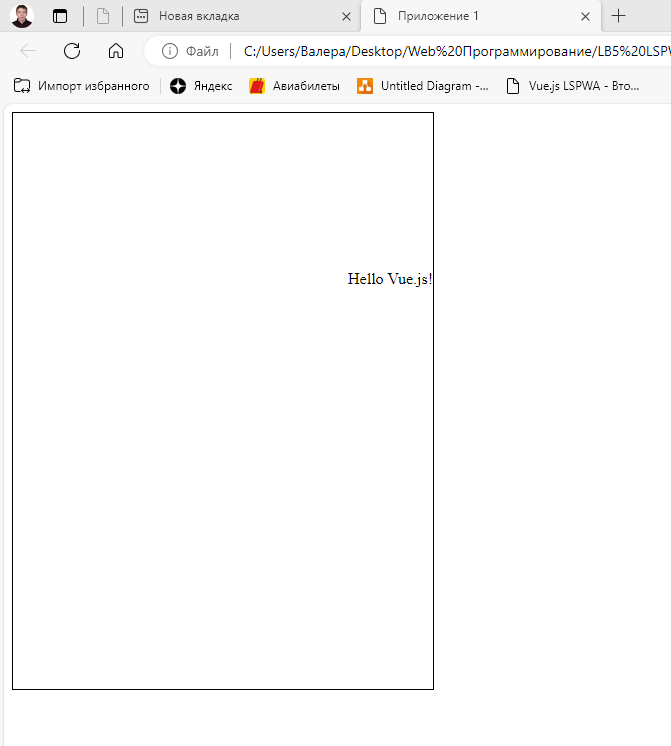 Новая вкладка
Приложение 1
Файл
C:/Users/Валера/Desktop/Web%20Программирование/LB5%20LSPW
Импорт избранного
Яндекс
Авиабилеты
Untitled Diagram -...
Vue.js LSPWA - Вто...
Hello Vue.js!